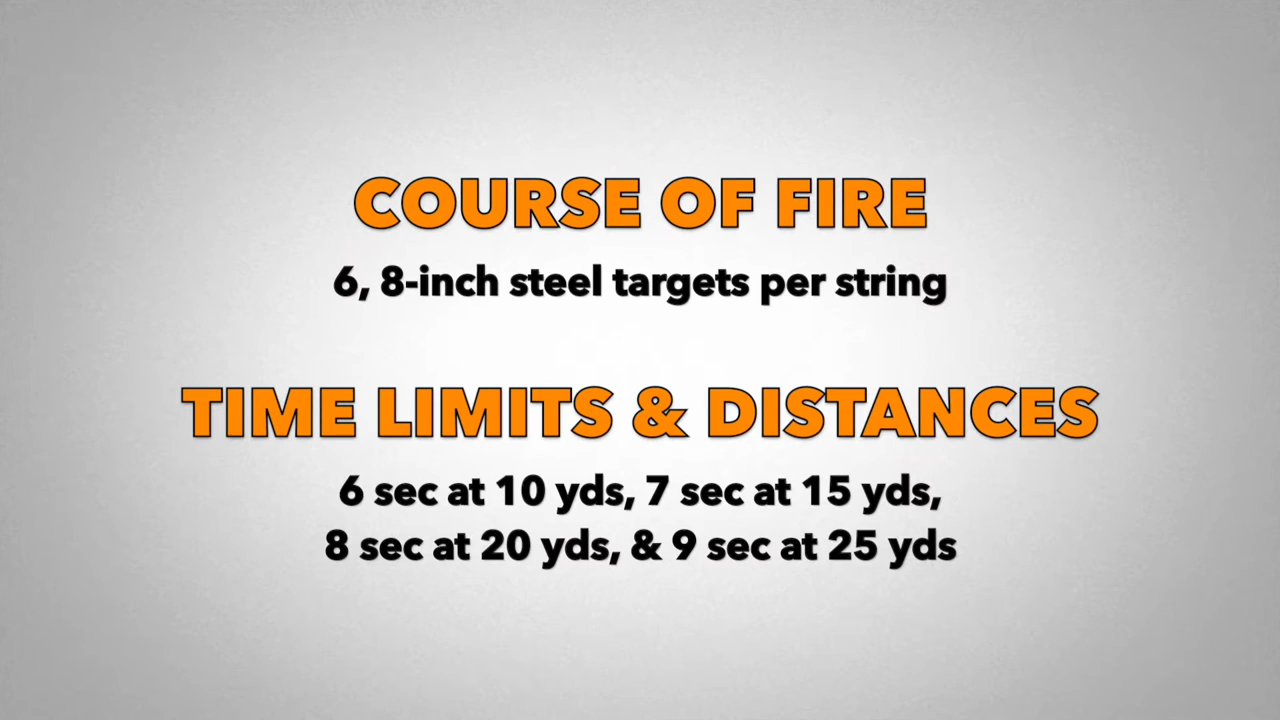 COURSE OF FIRE
6, 8-inch steel targets per string
TIME LIMITS & DISTANCES
6 sec at 10 yds, 7 sec at 15 yds,
8 sec at 20 yds, & 9 sec at 25 yds